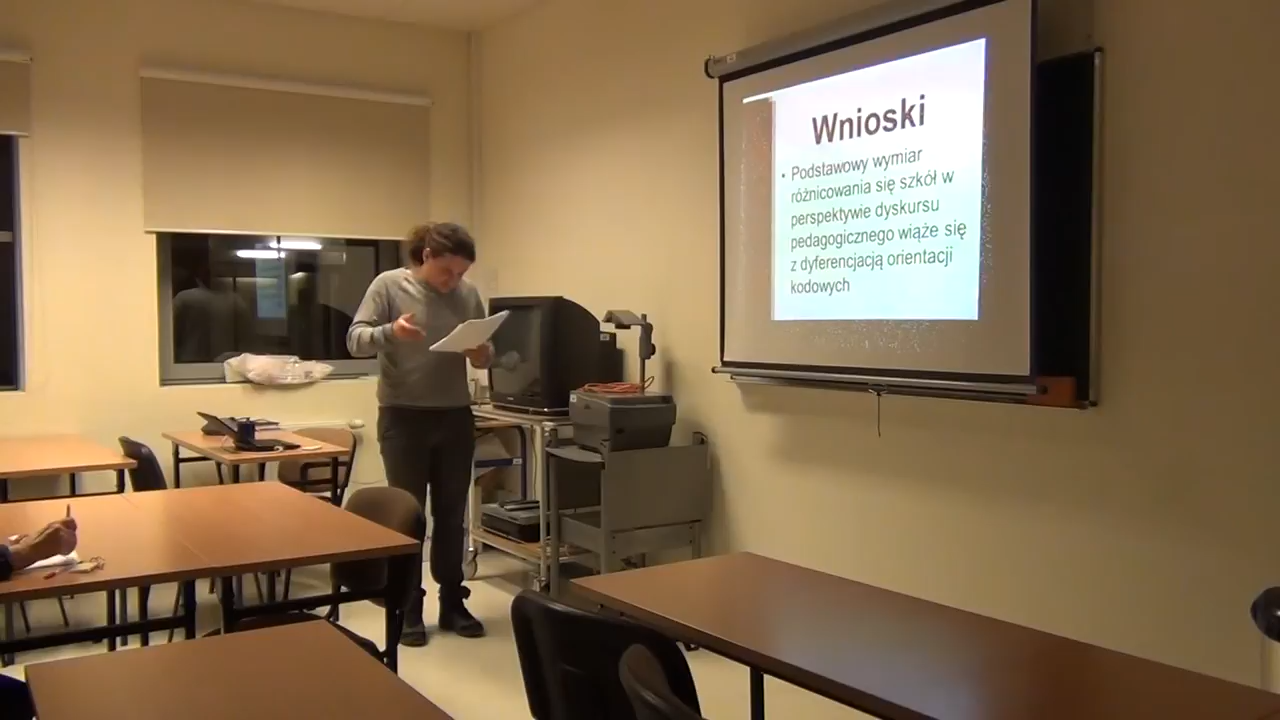 Wnioski
• Podstawowy wymiar
różnicowania się szkół w
perspektywie dyskursu
pedagogicznego wiąże się
z dyferencjacją orientacji
kodowych